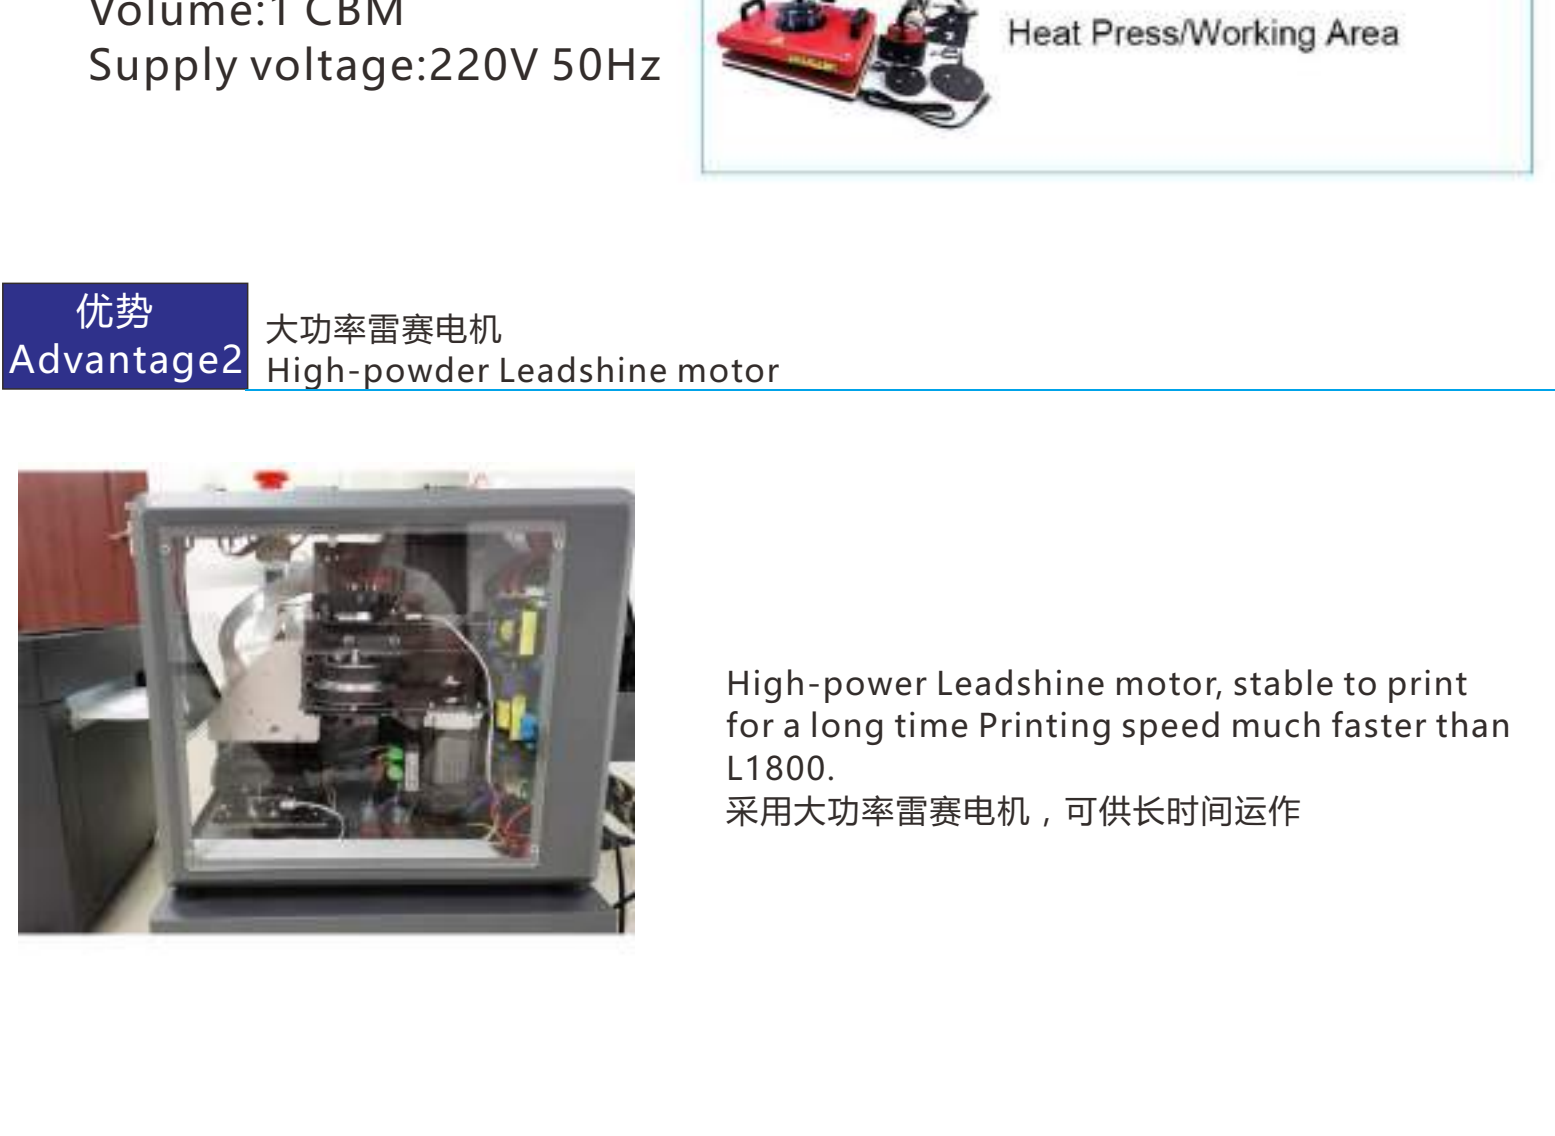 Volume:1 CBM
Supply voltage:220V 50Hz
Heat Press/Working Area
优势
Advantage2
大功率雷赛电机
High-powder Leadshine motor
High-power Leadshine motor, stable to print
for a long time Printing speed much faster than
L1800.
采用大功率雷赛电机，可供长时间运作